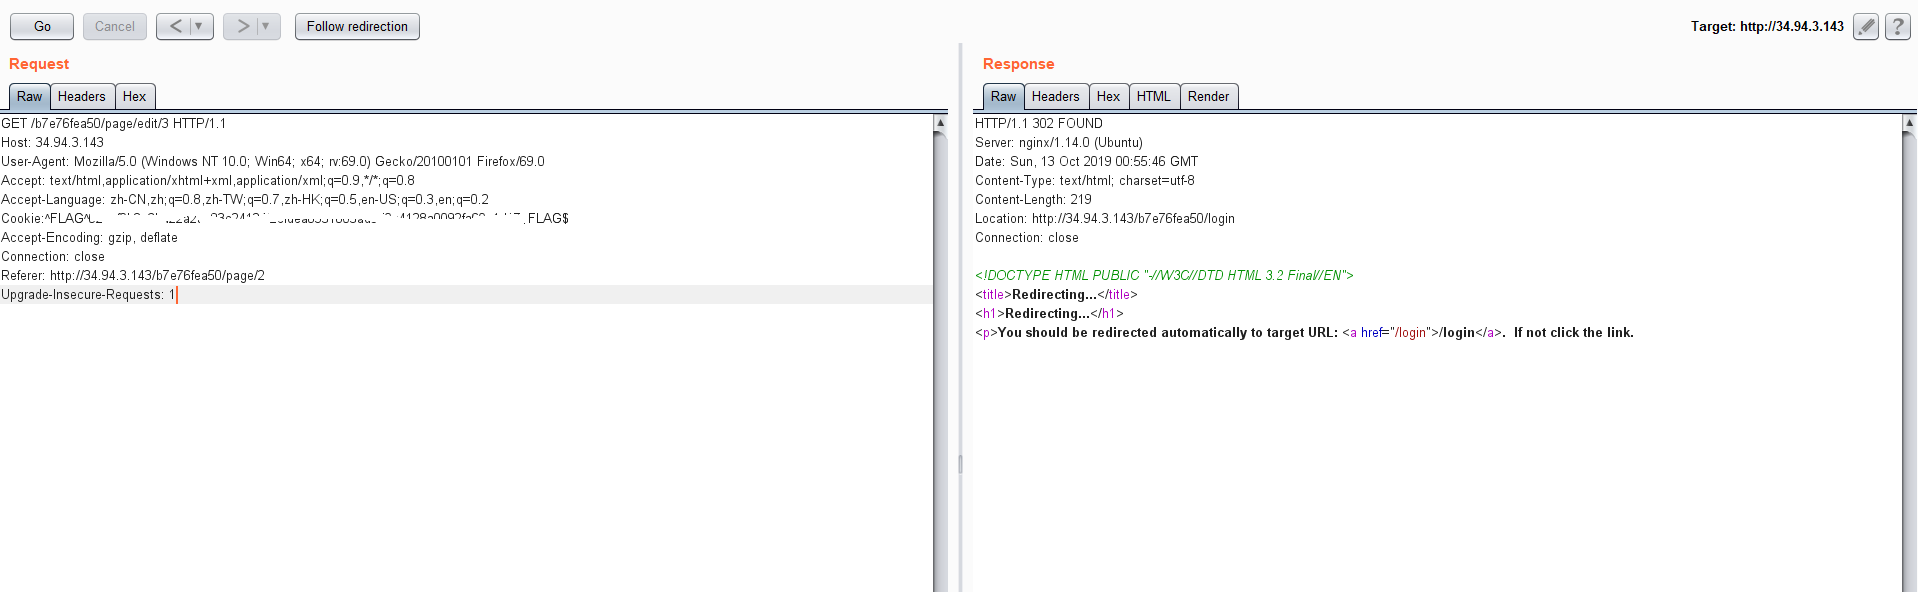 Go Cancel < > Follow redirection Target: http://34.94.3.143 ?
Request
Raw Headers Hex
GET /b7e76fea50/page/edit/3 HTTP/1.1
Host: 34.94.3.143
User-Agent: Mozilla/5.0 (Windows NT 10.0; Win64; x64; rv:69.0) Gecko/20100101 Firefox/69.0
Accept: text/html,application/xhtml+xml,application/xml;q=0.9,*/*;q=0.8
Accept-Language: zh-CN,zh;q=0.8,zh-TW;q=0.7,zh-HK;q=0.5,en-US;q=0.3,en;q=0.2
Cookie:^FLAG^ FLAG$
Accept-Encoding: gzip, deflate
Connection: close
Referer: http://34.94.3.143/b7e76fea50/page/2
Upgrade-Insecure-Requests: 1
Response
Raw Headers Hex HTML Render
HTTP/1.1 302 FOUND
Server: nginx/1.14.0 (Ubuntu)
Date: Sun, 13 Oct 2019 00:55:46 GMT
Content-Type: text/html; charset=utf-8
Content-Length: 219
Location: http://34.94.3.143/b7e76fea50/login
Connection: close
<!DOCTYPE HTML PUBLIC "-//W3C//DTD HTML 3.2 Final//EN">
<title>Redirecting...</title>
<h1>Redirecting...</h1>
<p>You should be redirected automatically to target URL: <a href="/login">/login</a>.  If not click the link.